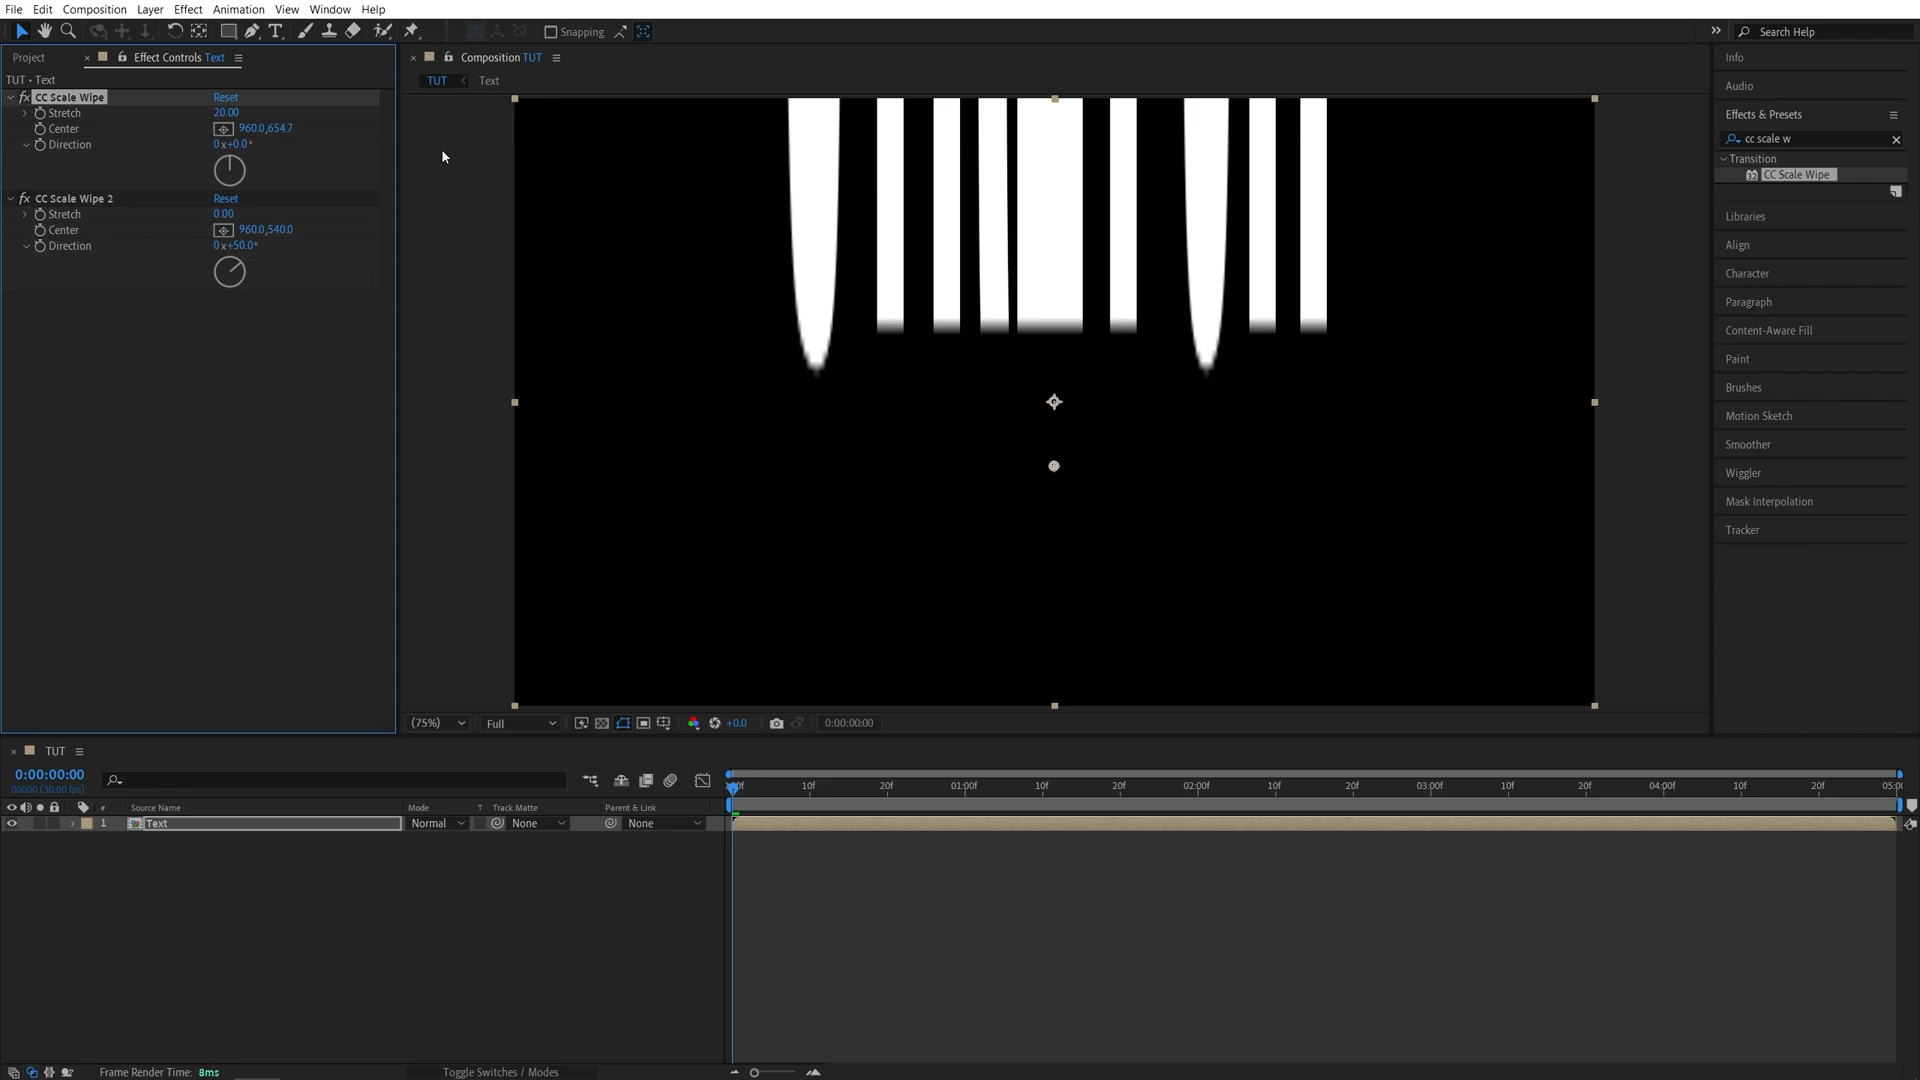 File Edit Composition Layer Effect Animation View Window Help
Snapping
Search Help
Project
Effect Controls Text
TUT • Text
fx CC Scale Wipe Reset
Stretch 20.00
Center 960.0,654.7
Direction 0x+0.0°
fx CC Scale Wipe 2 Reset
Stretch 0.00
Center 960.0,540.0
Direction 0x+50.0°
Composition TUT
TUT Text
(75%) Full +0.0 0:00:00:00
Info
Audio
Effects & Presets
cc scale w
Transition
CC Scale Wipe
Libraries
Align
Character
Paragraph
Content-Aware Fill
Paint
Brushes
Motion Sketch
Smoother
Wiggler
Mask Interpolation
Tracker
TUT
0:00:00:00
00000 (30.00 fps)
# Source Name Mode T Track Matte Parent & Link
1 Text Normal None None
10f 20f 01:00f 10f 20f 02:00f 10f 20f 03:00f 10f 20f 04:00f 10f 20f
Frame Render Time: 8ms
Toggle Switches / Modes